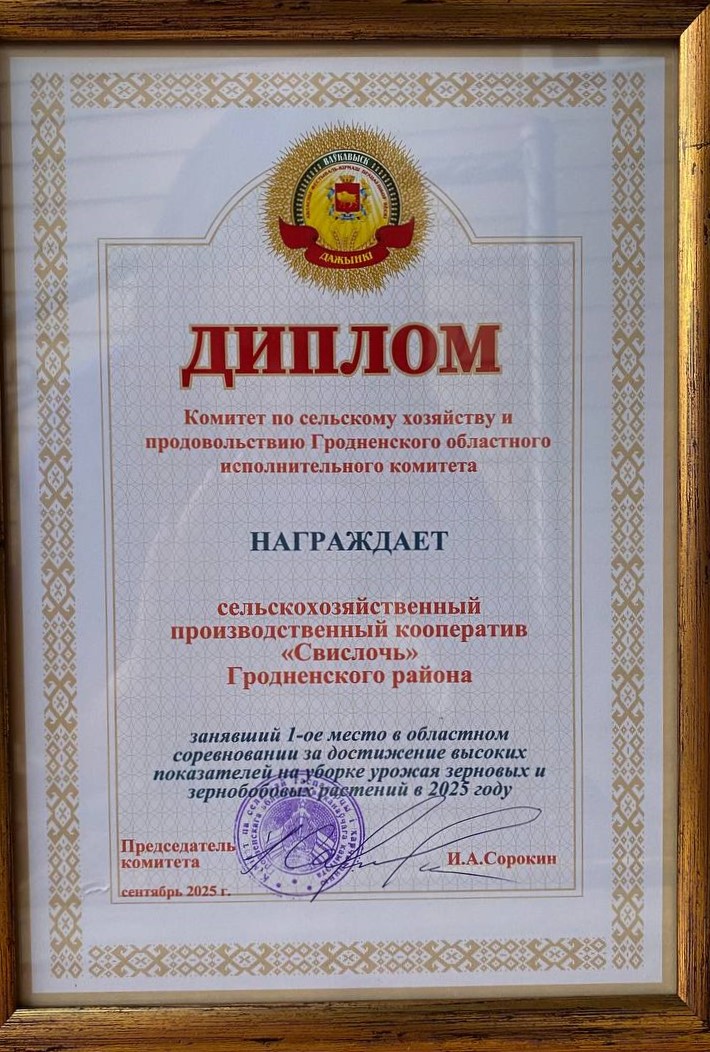 ВАЎКАВЫСК
ДАЖЫНКІ
ДИПЛОМ
Комитет по сельскому хозяйству и
продовольствию Гродненского областного
исполнительного комитета
НАГРАЖДАЕТ
сельскохозяйственный
производственный кооператив
«Свислочь»
Гродненского района
занявший 1-ое место в областном
соревновании за достижение высоких
показателей на уборке урожая зерновых и
зернобобовых растений в 2025 году
Председатель
комитета
И.А.Сорокин
сентябрь 2025 г.